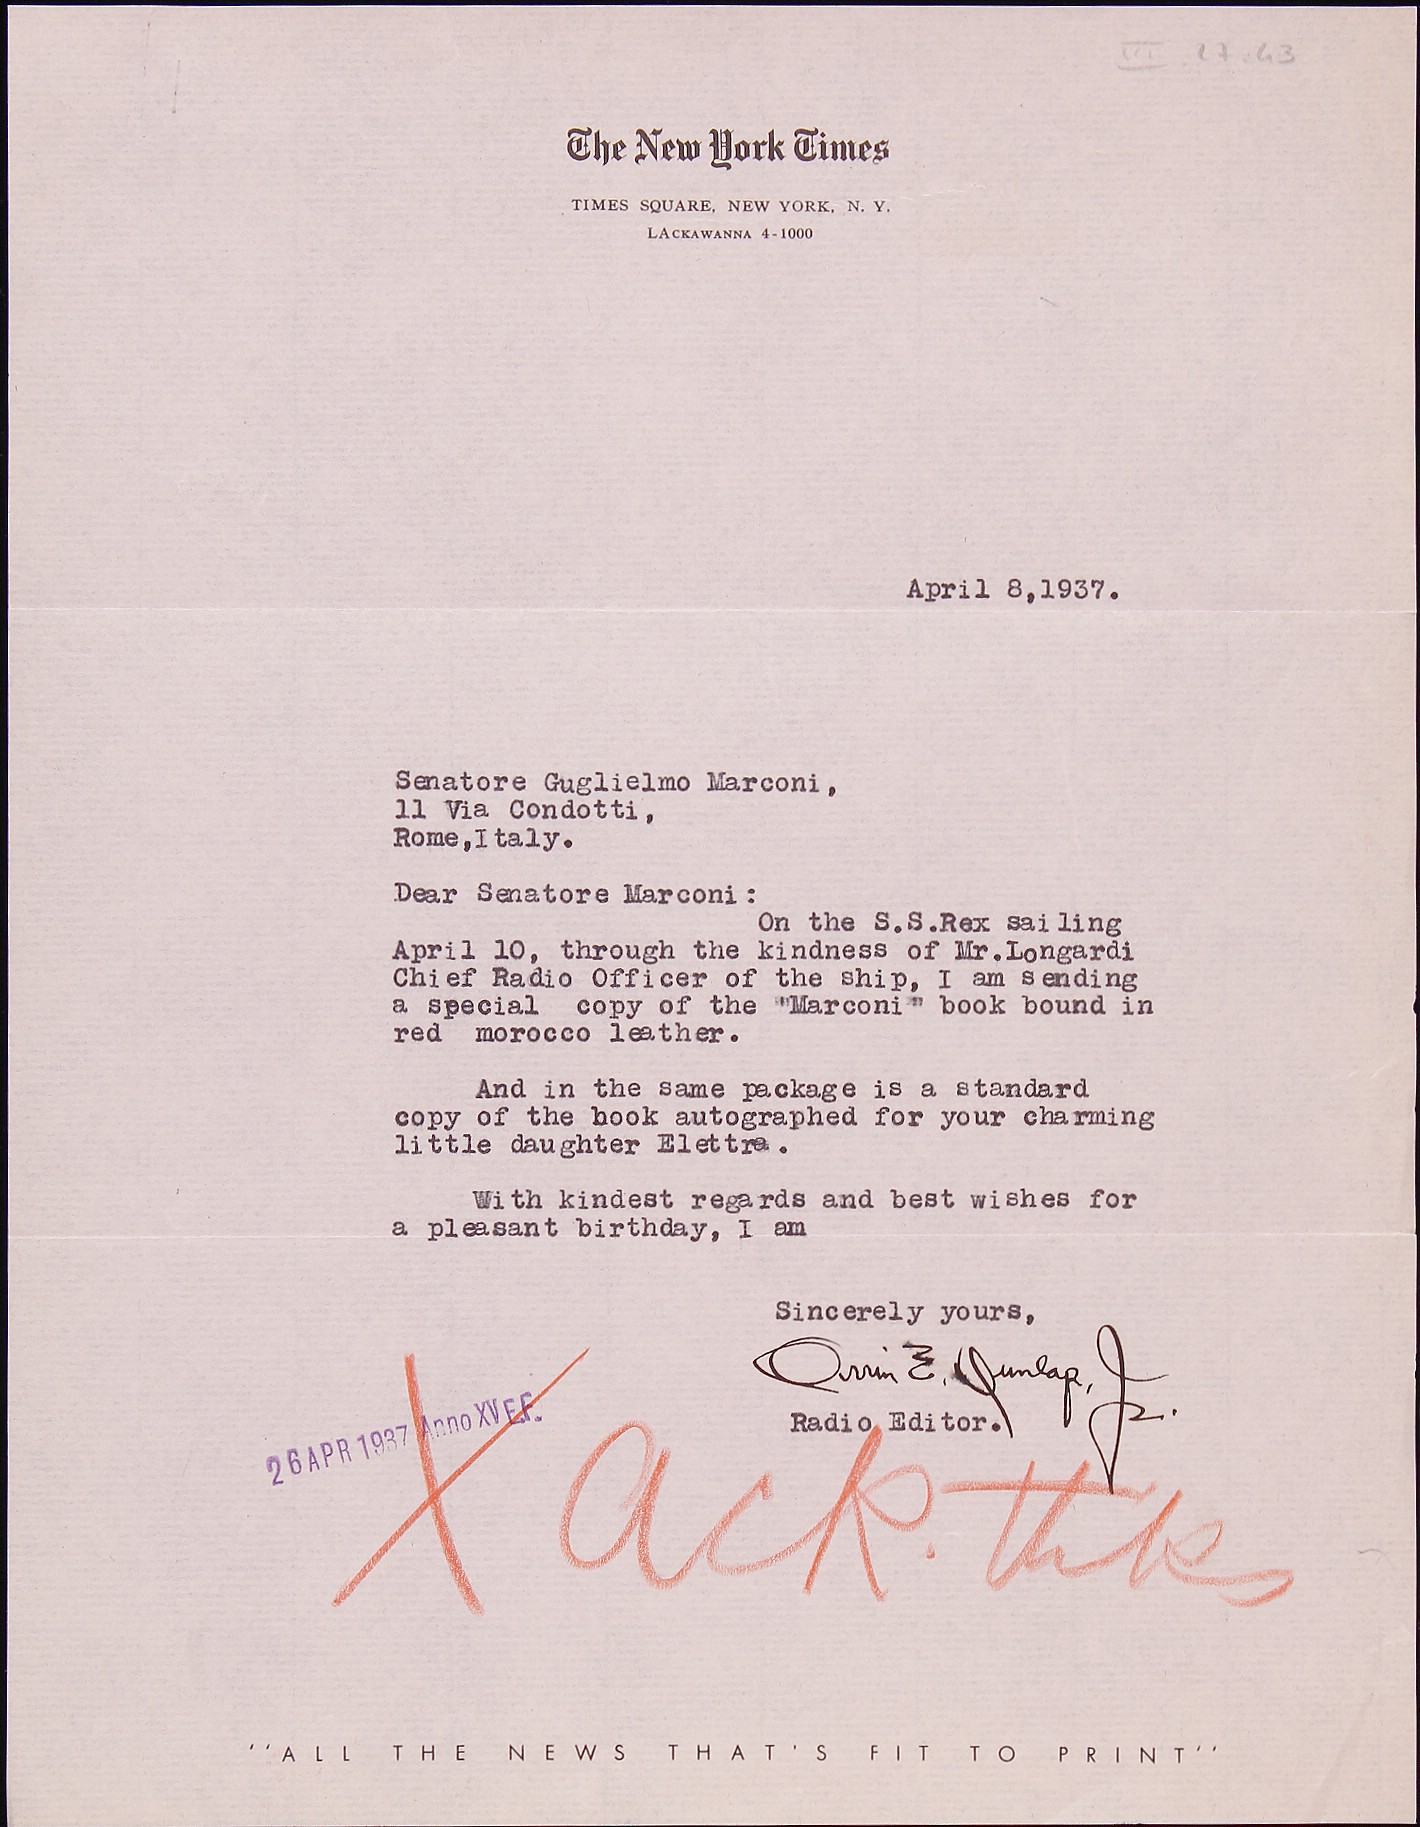 The New York Times
TIMES SQUARE, NEW YORK, N. Y.
LACKAWANNA 4-1000
April 8,1937.
Senatore Guglielmo Marconi,
11 Via Condotti,
Rome,Italy.
Dear Senatore Marconi:
On the S.S.Rex sailing
April 10, through the kindness of Mr.Longardi
Chief Radio Officer of the ship, I am sending
a special copy of the "Marconi" book bound in
red morocco leather.
And in the same package is a standard
copy of the book autographed for your charming
little daughter Elettra.
With kindest regards and best wishes for
a pleasant birthday, I am
Sincerely yours,
Orrin E. Dunlap, Jr.
Radio Editor.
26 APR 1937 Anno XV E.F.
X ack. thks
''ALL THE NEWS THAT'S FIT TO PRINT''